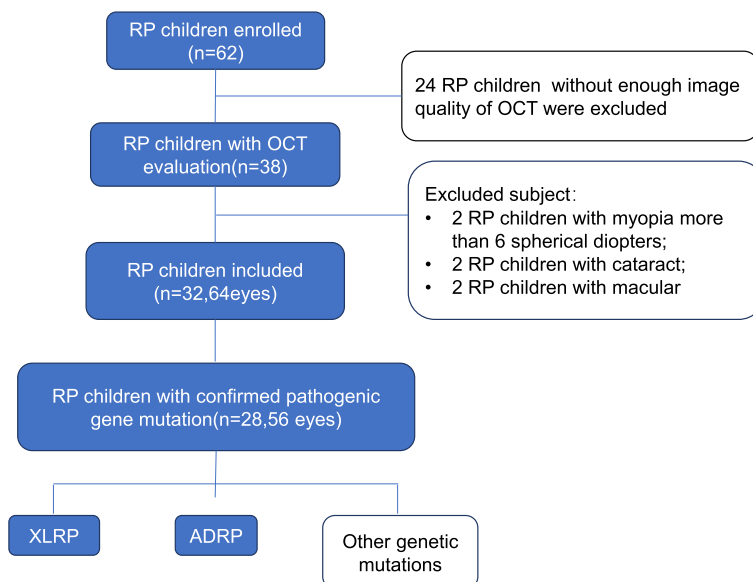 RP children enrolled
(n=62)
24 RP children  without enough image
quality of OCT were excluded
RP children with OCT
evaluation(n=38)
Excluded subject：
• 2 RP children with myopia more
than 6 spherical diopters;
• 2 RP children with cataract;
• 2 RP children with macular
RP children included
(n=32,64eyes)
RP children with confirmed pathogenic
gene mutation(n=28,56 eyes)
XLRP
ADRP
Other genetic
mutations